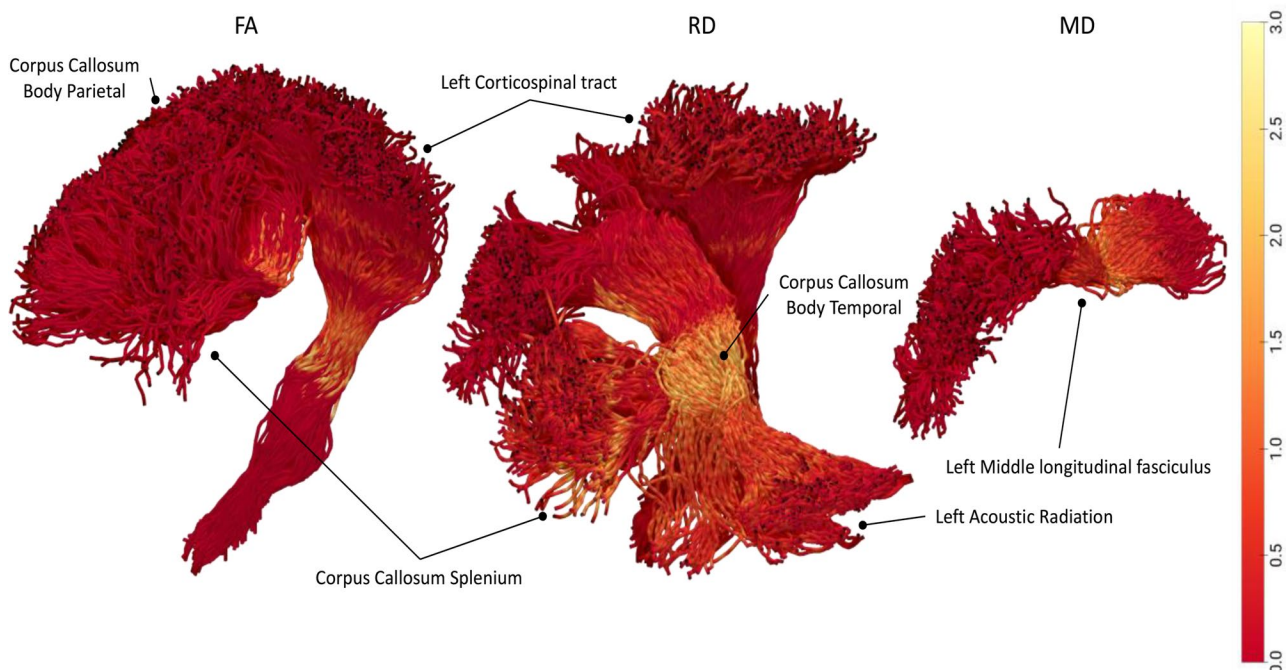 FA
RD
MD
Corpus Callosum
Body Parietal
Left Corticospinal tract
Corpus Callosum
Body Temporal
Left Middle longitudinal fasciculus
Left Acoustic Radiation
Corpus Callosum Splenium
3.0
2.5
2.0
1.5
1.0
0.5
0.0